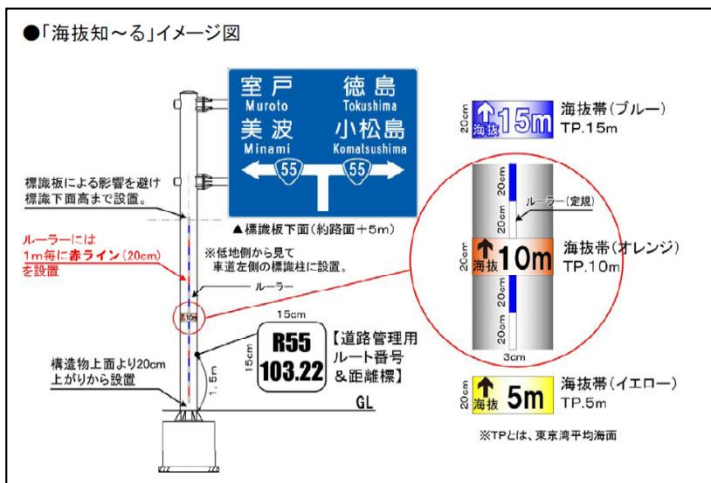 ●「海抜知～る」イメージ図
室戸
Muroto
徳島
Tokushima
美波
Minami
小松島
Komatsushima
55
55
▲標識板下面（約路面＋5m）
標識板による影響を避け
標識下面高まで設置。
ルーラーには
1m毎に赤ライン（20cm）
を設置
※低地側から見て
車道左側の標識柱に設置。
ルーラー
15cm
15cm
R55
103.22
【道路管理用
ルート番号
＆距離標】
構造物上面より20cm
上がりから設置
1.5m
GL
20cm
海抜
15m
海抜帯（ブルー）
TP.15m
20cm
20cm
ルーラー（定規）
20cm
海抜
10m
海抜帯（オレンジ）
TP.10m
20cm
20cm
3cm
20cm
海抜
5m
海抜帯（イエロー）
TP.5m
※TPとは、東京湾平均海面